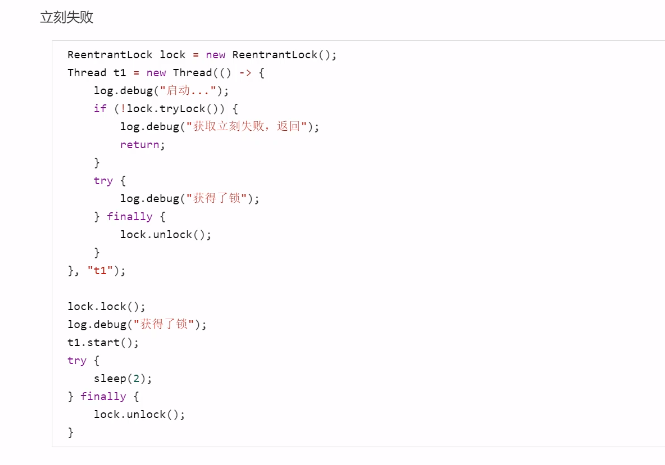 立刻失败
ReentrantLock lock = new ReentrantLock();
Thread t1 = new Thread(() -> {
    log.debug("启动...");
    if (!lock.tryLock()) {
        log.debug("获取立刻失败，返回");
        return;
    }
    try {
        log.debug("获得了锁");
    } finally {
        lock.unlock();
    }
}, "t1");

lock.lock();
log.debug("获得了锁");
t1.start();
try {
    sleep(2);
} finally {
    lock.unlock();
}